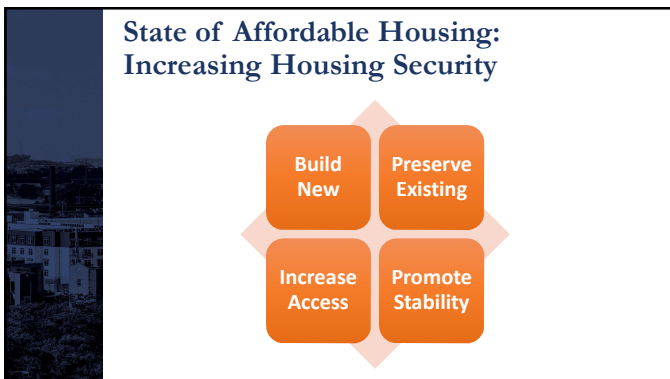 State of Affordable Housing:
Increasing Housing Security
Build
New
Preserve
Existing
Increase
Access
Promote
Stability